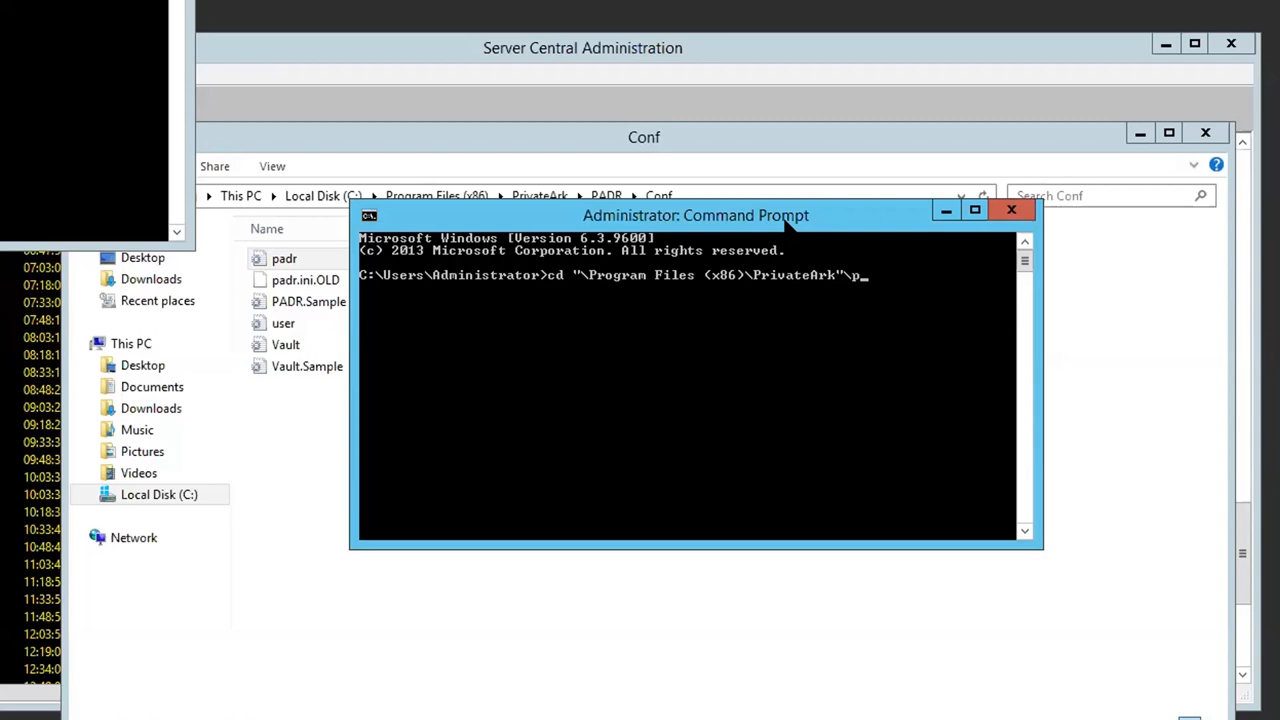 Server Central Administration
Conf
Share
View
This PC
Local Disk (C:)
Program Files (x86)
PrivateArk
PADR
Conf
Search Conf
Name
Desktop
Downloads
Recent places
This PC
Desktop
Documents
Downloads
Music
Pictures
Videos
Local Disk (C:)
Network
padr
padr.ini.OLD
PADR.Sample
user
Vault
Vault.Sample
Administrator: Command Prompt
Microsoft Windows [Version 6.3.9600]
(c) 2013 Microsoft Corporation. All rights reserved.
C:\Users\Administrator>cd "\Program Files (x86)\PrivateArk"\p_
07:03:0
07:18:0
07:33:0
07:48:1
08:03:1
08:18:1
08:33:1
08:48:2
09:03:2
09:18:2
09:33:3
09:48:3
10:03:3
10:03:3
10:18:3
10:33:4
10:48:4
11:03:4
11:18:5
11:33:5
11:48:5
12:03:5
12:19:0
12:34:0